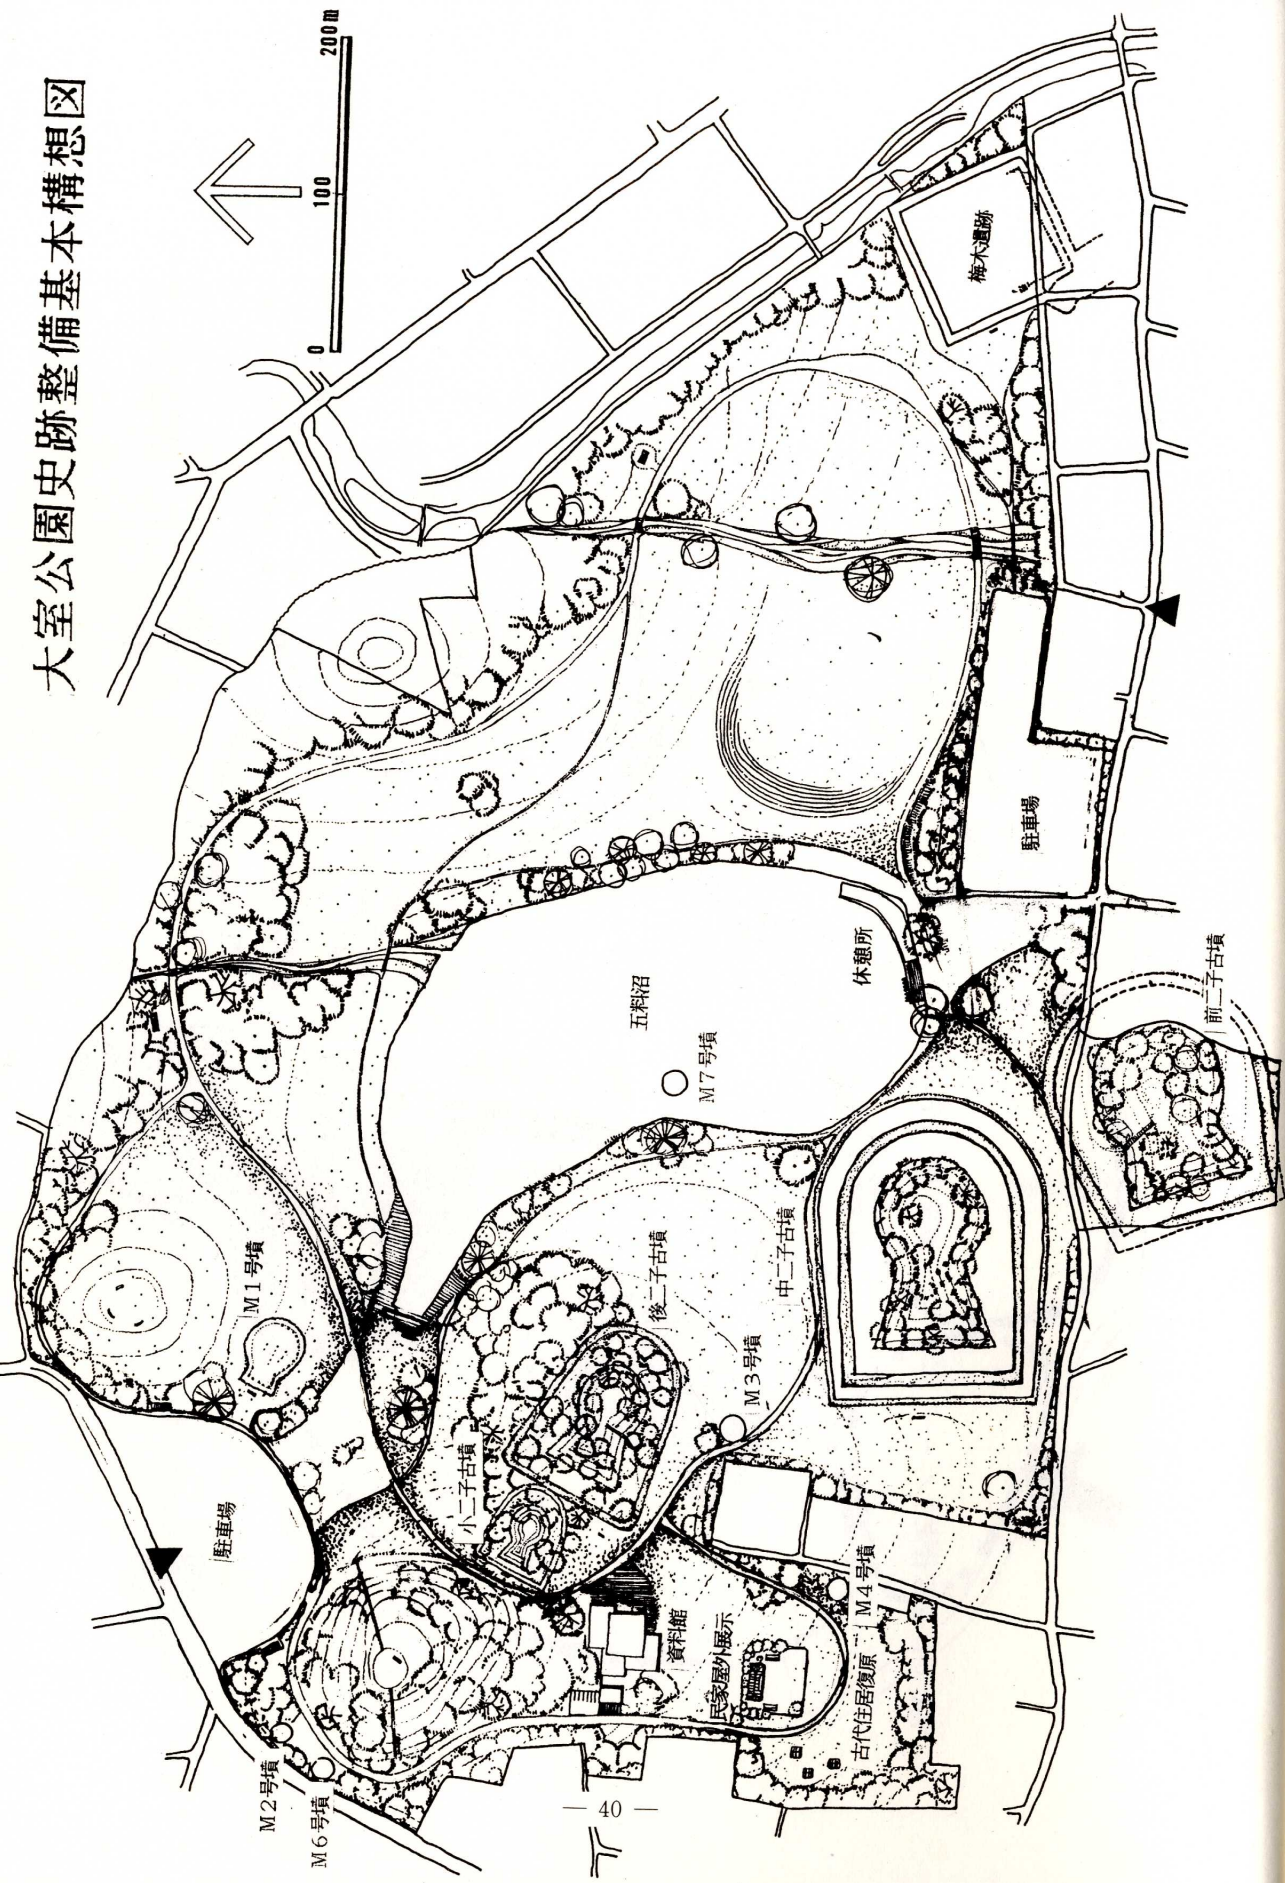 大室公園史跡整備基本構想図
0 100 200m
梅木遺跡
駐車場
休憩所
五料沼
M7号墳
前二子古墳
中二子古墳
後二子古墳
M3号墳
小二子古墳
M1号墳
駐車場
資料館
民家屋外展示
M4号墳
古代住居復原
M2号墳
M6号墳
— 40 —